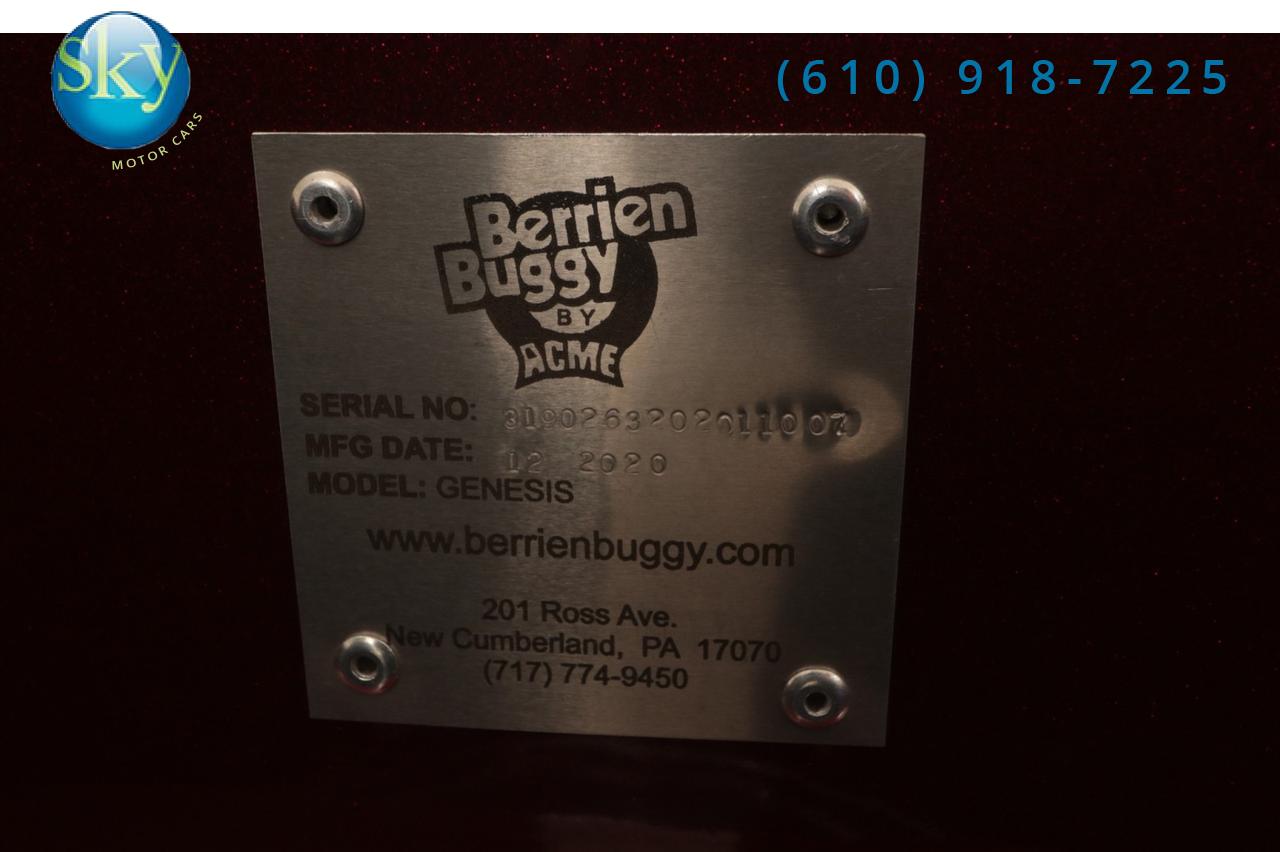 Sky
MOTOR CARS
(610) 918-7225
Berrien
Buggy
BY
ACME
SERIAL NO: 3190263202011007
MFG DATE: 12 2020
MODEL: GENESIS
www.berrienbuggy.com
201 Ross Ave.
New Cumberland, PA 17070
(717) 774-9450